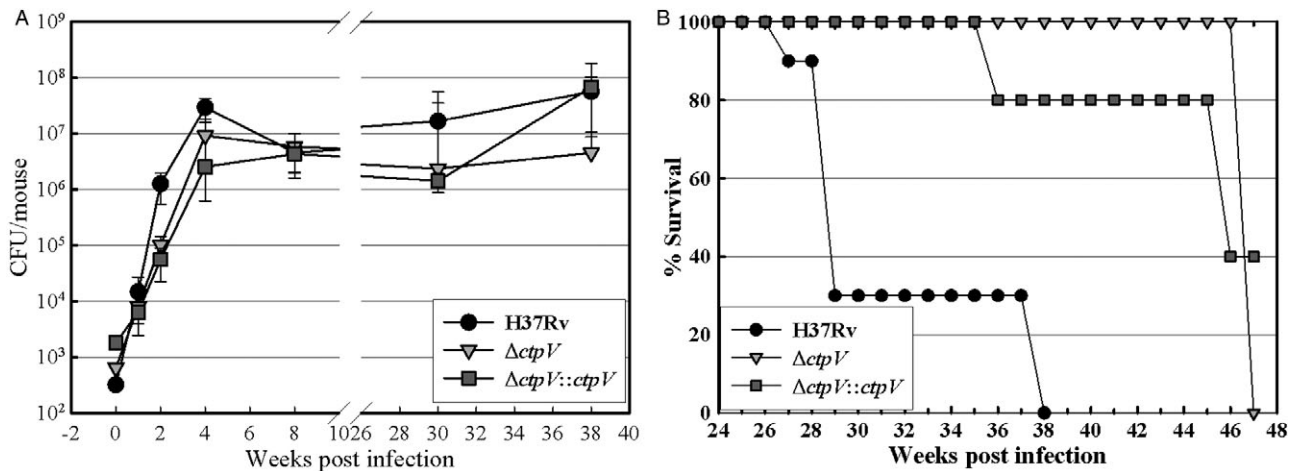 A
10⁹
10⁸
10⁷
10⁶
10⁵
10⁴
10³
10²
CFU/mouse
-2 0 2 4 6 8 10 26 28 30 32 34 36 38 40
Weeks post infection
H37Rv
ΔctpV
ΔctpV::ctpV
B
100
80
60
40
20
0
% Survival
24 26 28 30 32 34 36 38 40 42 44 46 48
Weeks post infection
H37Rv
ΔctpV
ΔctpV::ctpV